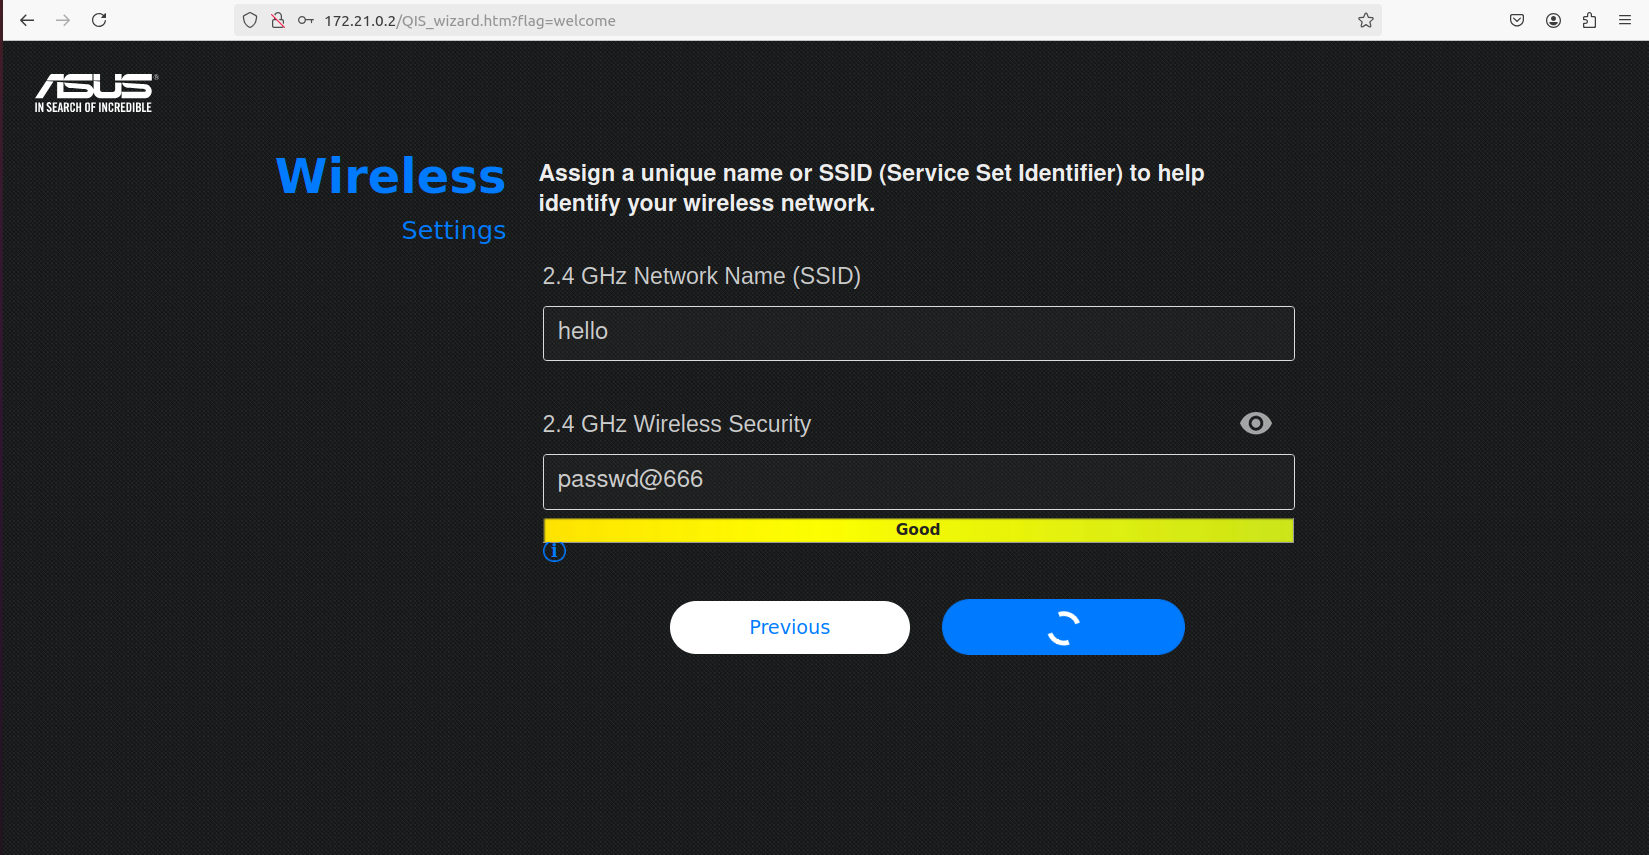 172.21.0.2/QIS_wizard.htm?flag=welcome
ASUS®
IN SEARCH OF INCREDIBLE
Wireless
Settings
Assign a unique name or SSID (Service Set Identifier) to help
identify your wireless network.
2.4 GHz Network Name (SSID)
hello
2.4 GHz Wireless Security
passwd@666
Good
Previous